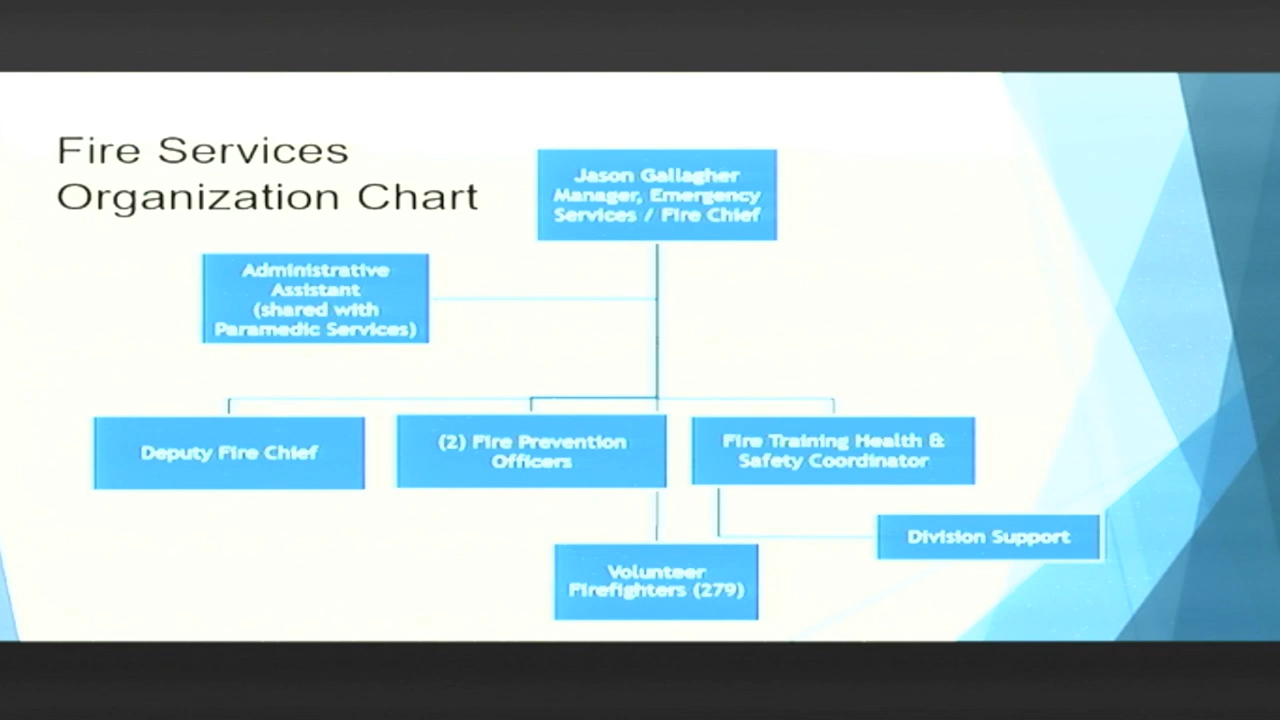 Fire Services
Organization Chart
Jason Gallagher
Manager, Emergency
Services / Fire Chief
Administrative
Assistant
(shared with
Paramedic Services)
Deputy Fire Chief
(2) Fire Prevention
Officers
Fire Training Health &
Safety Coordinator
Division Support
Volunteer
Firefighters (279)